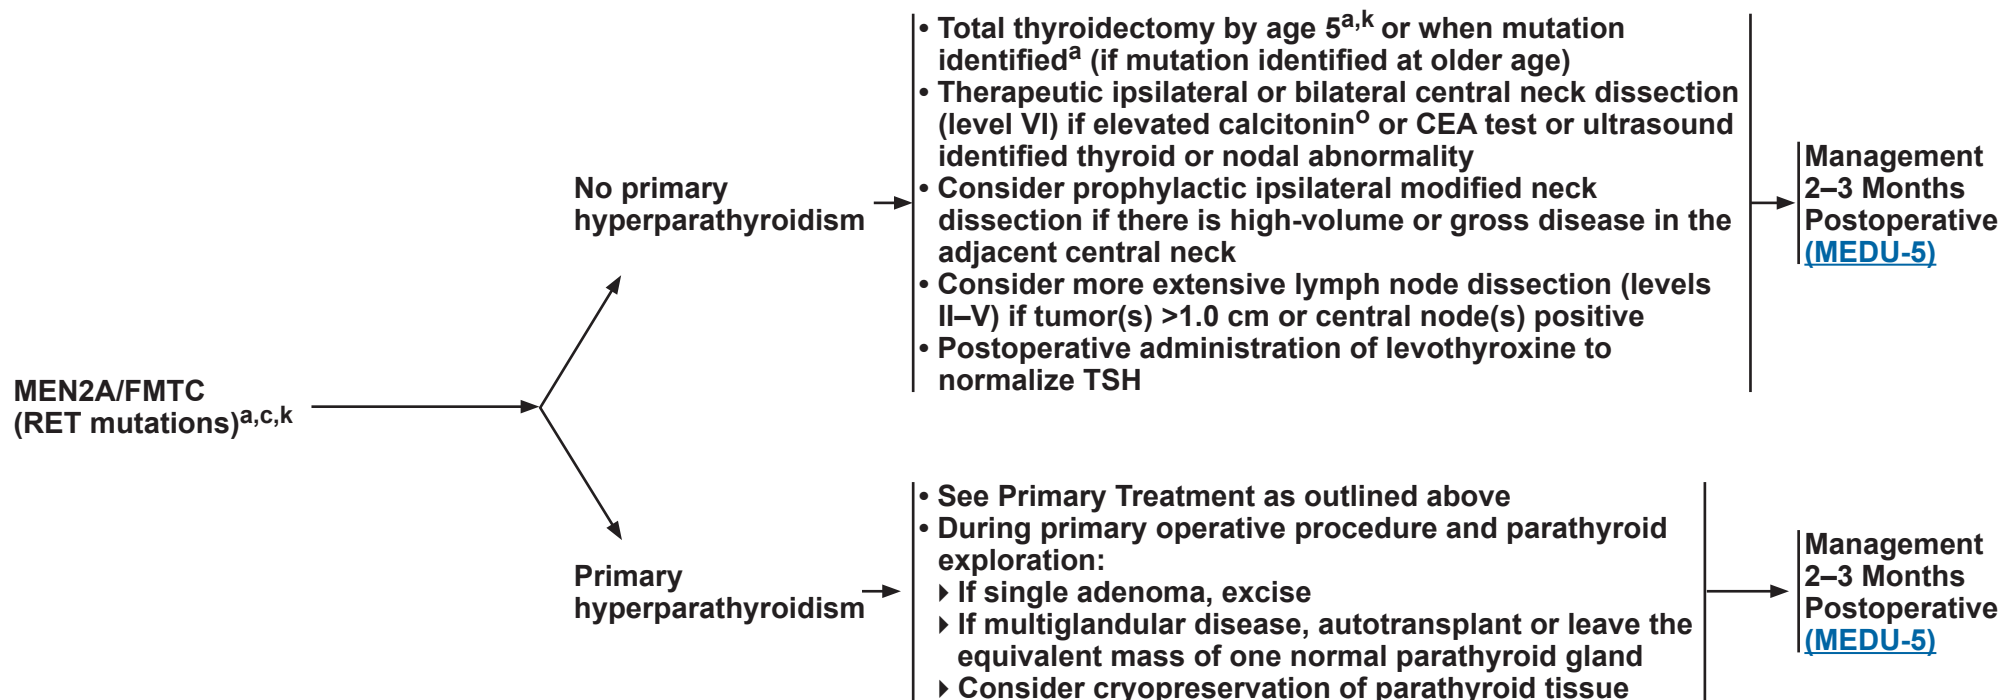 MEN2A/FMTC
(RET mutations)a,c,k
No primary
hyperparathyroidism
• Total thyroidectomy by age 5a,k or when mutation
identifieda (if mutation identified at older age)
• Therapeutic ipsilateral or bilateral central neck dissection
(level VI) if elevated calcitonino or CEA test or ultrasound
identified thyroid or nodal abnormality
• Consider prophylactic ipsilateral modified neck
dissection if there is high-volume or gross disease in the
adjacent central neck
• Consider more extensive lymph node dissection (levels
II–V) if tumor(s) >1.0 cm or central node(s) positive
• Postoperative administration of levothyroxine to
normalize TSH
Management
2–3 Months
Postoperative
(MEDU-5)
Primary
hyperparathyroidism
• See Primary Treatment as outlined above
• During primary operative procedure and parathyroid
exploration:
▸ If single adenoma, excise
▸ If multiglandular disease, autotransplant or leave the
equivalent mass of one normal parathyroid gland
▸ Consider cryopreservation of parathyroid tissue
Management
2–3 Months
Postoperative
(MEDU-5)